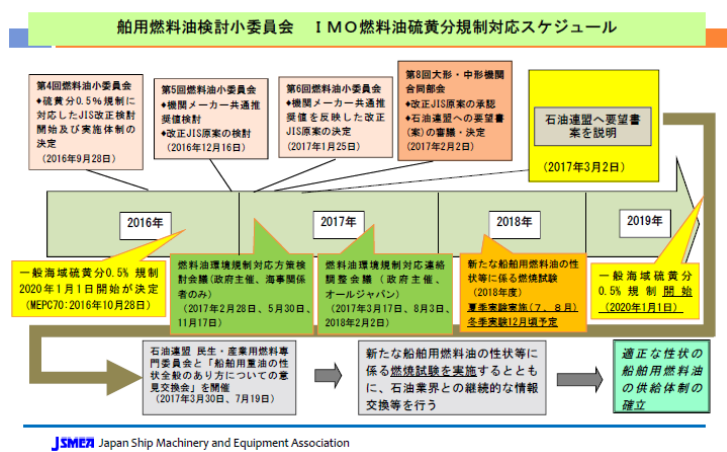 舶用燃料油検討小委員会　ＩＭＯ燃料油硫黄分規制対応スケジュール
第4回燃料油小委員会
◆硫黄分0.5%規制に
対応したJIS改正検討
開始及び実施体制の
決定
(2016年9月28日)
第5回燃料油小委員会
◆機関メーカー共通推
奨値検討
◆改正JIS原案の検討
(2016年12月16日)
第6回燃料油小委員会
◆機関メーカー共通推
奨値を反映した改正
JIS原案の決定
(2017年1月25日)
第8回大形・中形機関
合同部会
◆改正JIS原案の承認
◆石油連盟への要望書
(案)の審議・決定
(2017年2月2日)
石油連盟へ要望書
案を説明
(2017年3月2日)
2016年
2017年
2018年
2019年
一般海域硫黄分0.5% 規制
2020年1月1日開始が決定
(MEPC70:2016年10月28日)
燃料油環境規制対応方策検
討会議(政府主催、海事関係
者のみ)
(2017年2月28日、5月30日、
11月17日)
燃料油環境規制対応連絡
調整会議(政府主催、
オールジャパン)
(2017年3月17日、8月3日、
2018年2月2日)
新たな船舶用燃料油の性
状等に係る燃焼試験
(2018年度)
夏季実験実施(7、8月)
冬季実験12月頃予定
一般海域硫黄分
0.5% 規制 開始
(2020年1月1日)
石油連盟 民生・産業用燃料専
門委員会と「船舶用重油の性
状全般のあり方についての意
見交換会」を開催
(2017年3月30日、7月19日)
新たな船舶用燃料油の性状等に
係る燃焼試験を実施するとと
もに、石油業界との継続的な情報
交換等を行う
適正な性状の
船舶用燃料油
の供給体制の
確立
JSMEA Japan Ship Machinery and Equipment Association